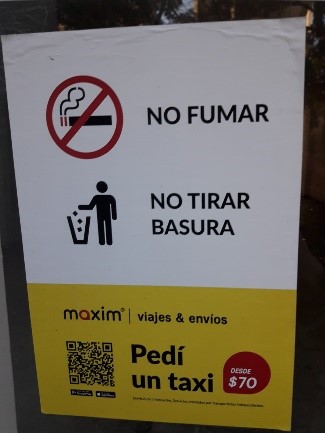 NO FUMAR
NO TIRAR
BASURA
maxim® | viajes & envíos
Pedí
un taxi
DESDE
$70